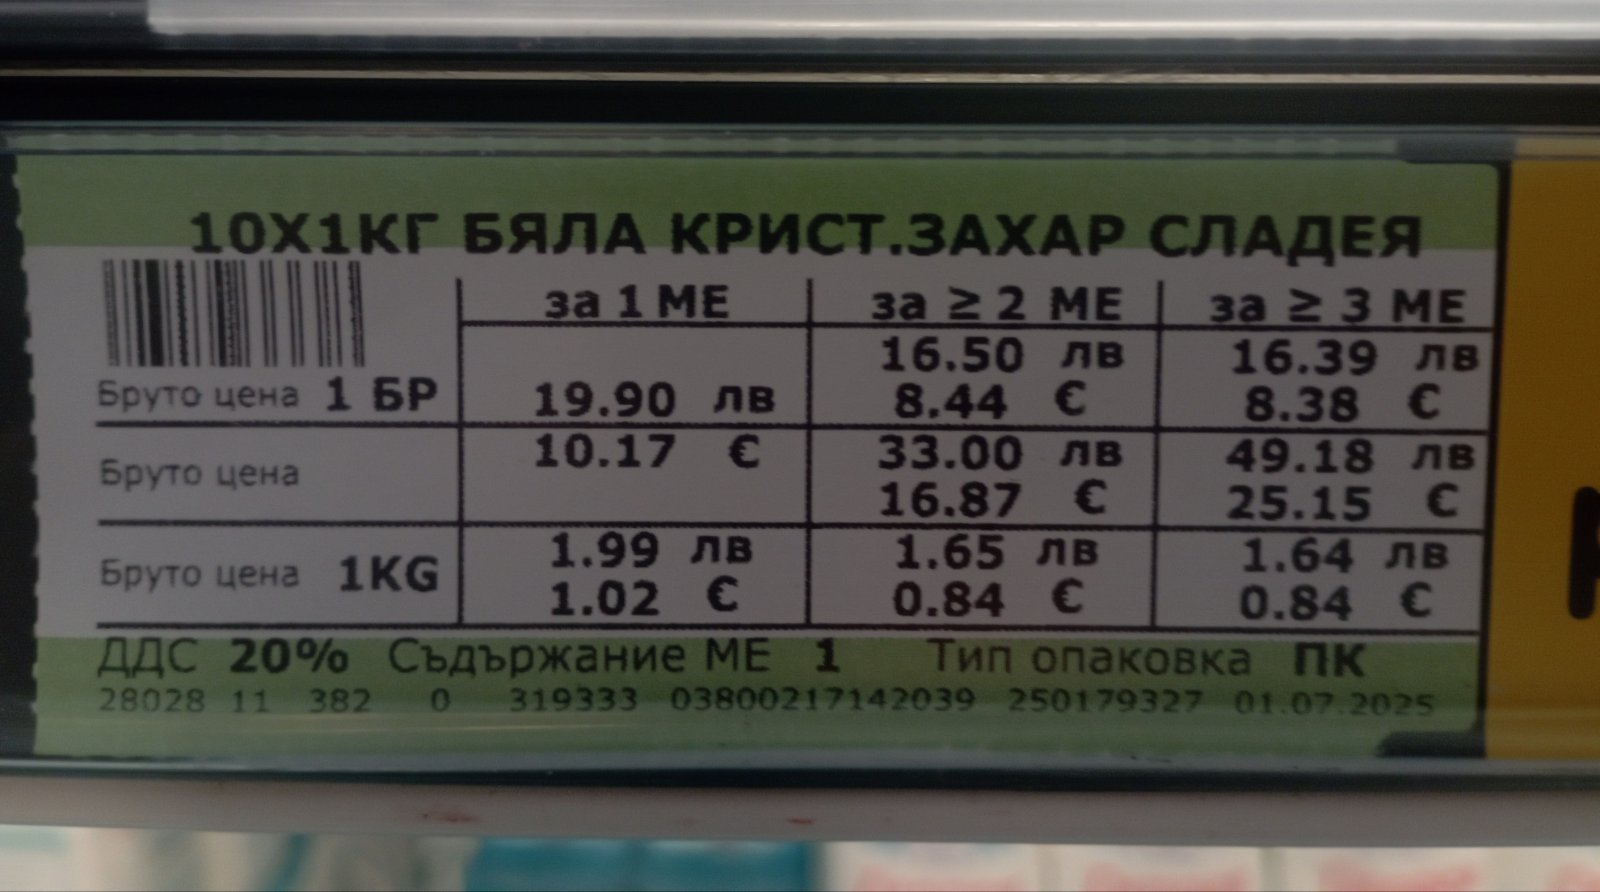 10Х1КГ БЯЛА КРИСТ.ЗАХАР СЛАДЕЯ
за 1 МЕ за ≥ 2 МЕ за ≥ 3 МЕ
Бруто цена 1 БР 19.90 лв 16.50 лв 8.44 € 16.39 лв 8.38 €
Бруто цена 10.17 € 33.00 лв 16.87 € 49.18 лв 25.15 €
Бруто цена 1KG 1.99 лв 1.02 € 1.65 лв 0.84 € 1.64 лв 0.84 €
ДДС 20% Съдържание МЕ 1 Тип опаковка ПК
28028 11 382 0 319333 03800217142039 250179327 01.07.2025